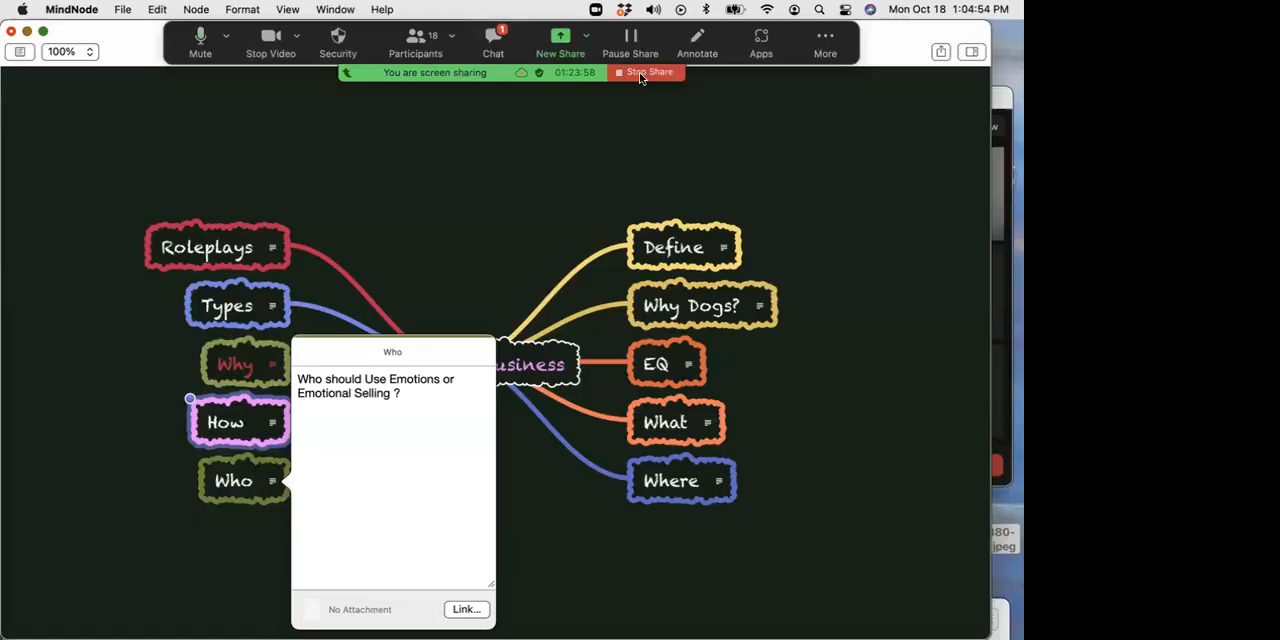 MindNode File Edit Node Format View Window Help
Mon Oct 18 1:04:54 PM
100%
Mute
Stop Video
Security
Participants
18
Chat
1
New Share
Pause Share
Annotate
Apps
More
You are screen sharing
01:23:58
Stop Share
Roleplays
Types
Why
How
Who
Define
Why Dogs?
EQ
What
Where
Who
Who should Use Emotions or
Emotional Selling ?
No Attachment
Link...
jpeg